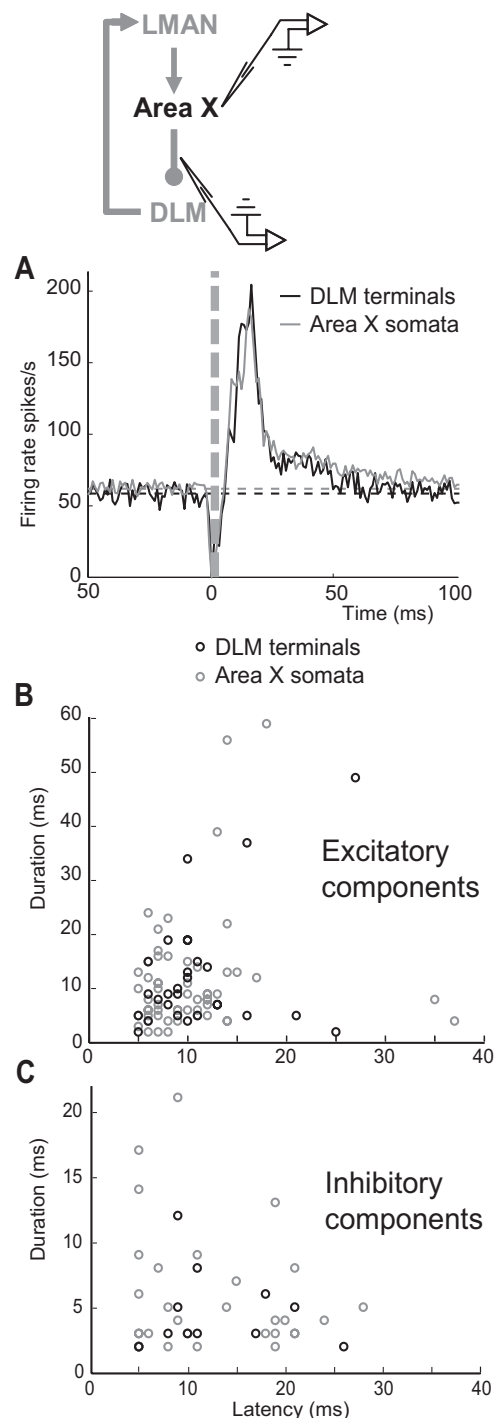 LMAN
Area X
DLM
A
200
150
100
50
0
Firing rate spikes/s
DLM terminals
Area X somata
50
0
50
100
Time (ms)
DLM terminals
Area X somata
B
60
50
40
30
20
10
0
Duration (ms)
Excitatory
components
0
10
20
30
40
C
20
15
10
5
0
Duration (ms)
Inhibitory
components
0
10
20
30
40
Latency (ms)